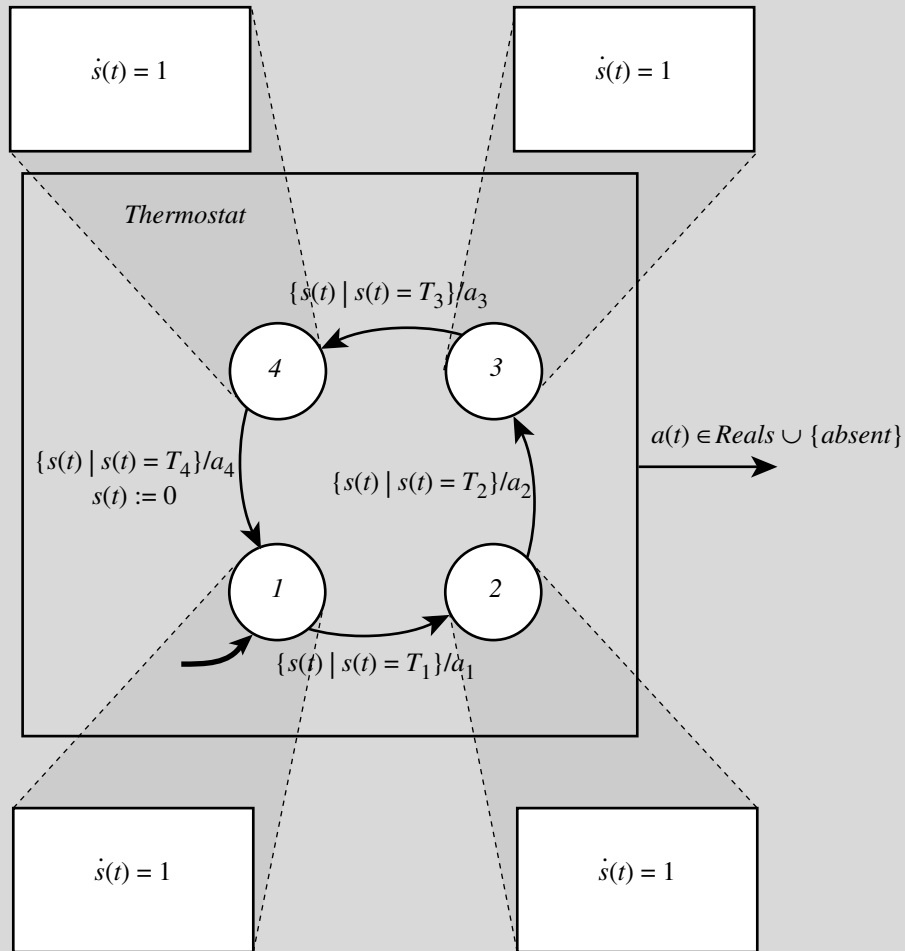 ṡ(t) = 1
ṡ(t) = 1
Thermostat
{s(t) | s(t) = T₃}/a₃
4
3
a(t) ∈ Reals ∪ {absent}
{s(t) | s(t) = T₄}/a₄
s(t) := 0
{s(t) | s(t) = T₂}/a₂
1
2
{s(t) | s(t) = T₁}/a₁
ṡ(t) = 1
ṡ(t) = 1